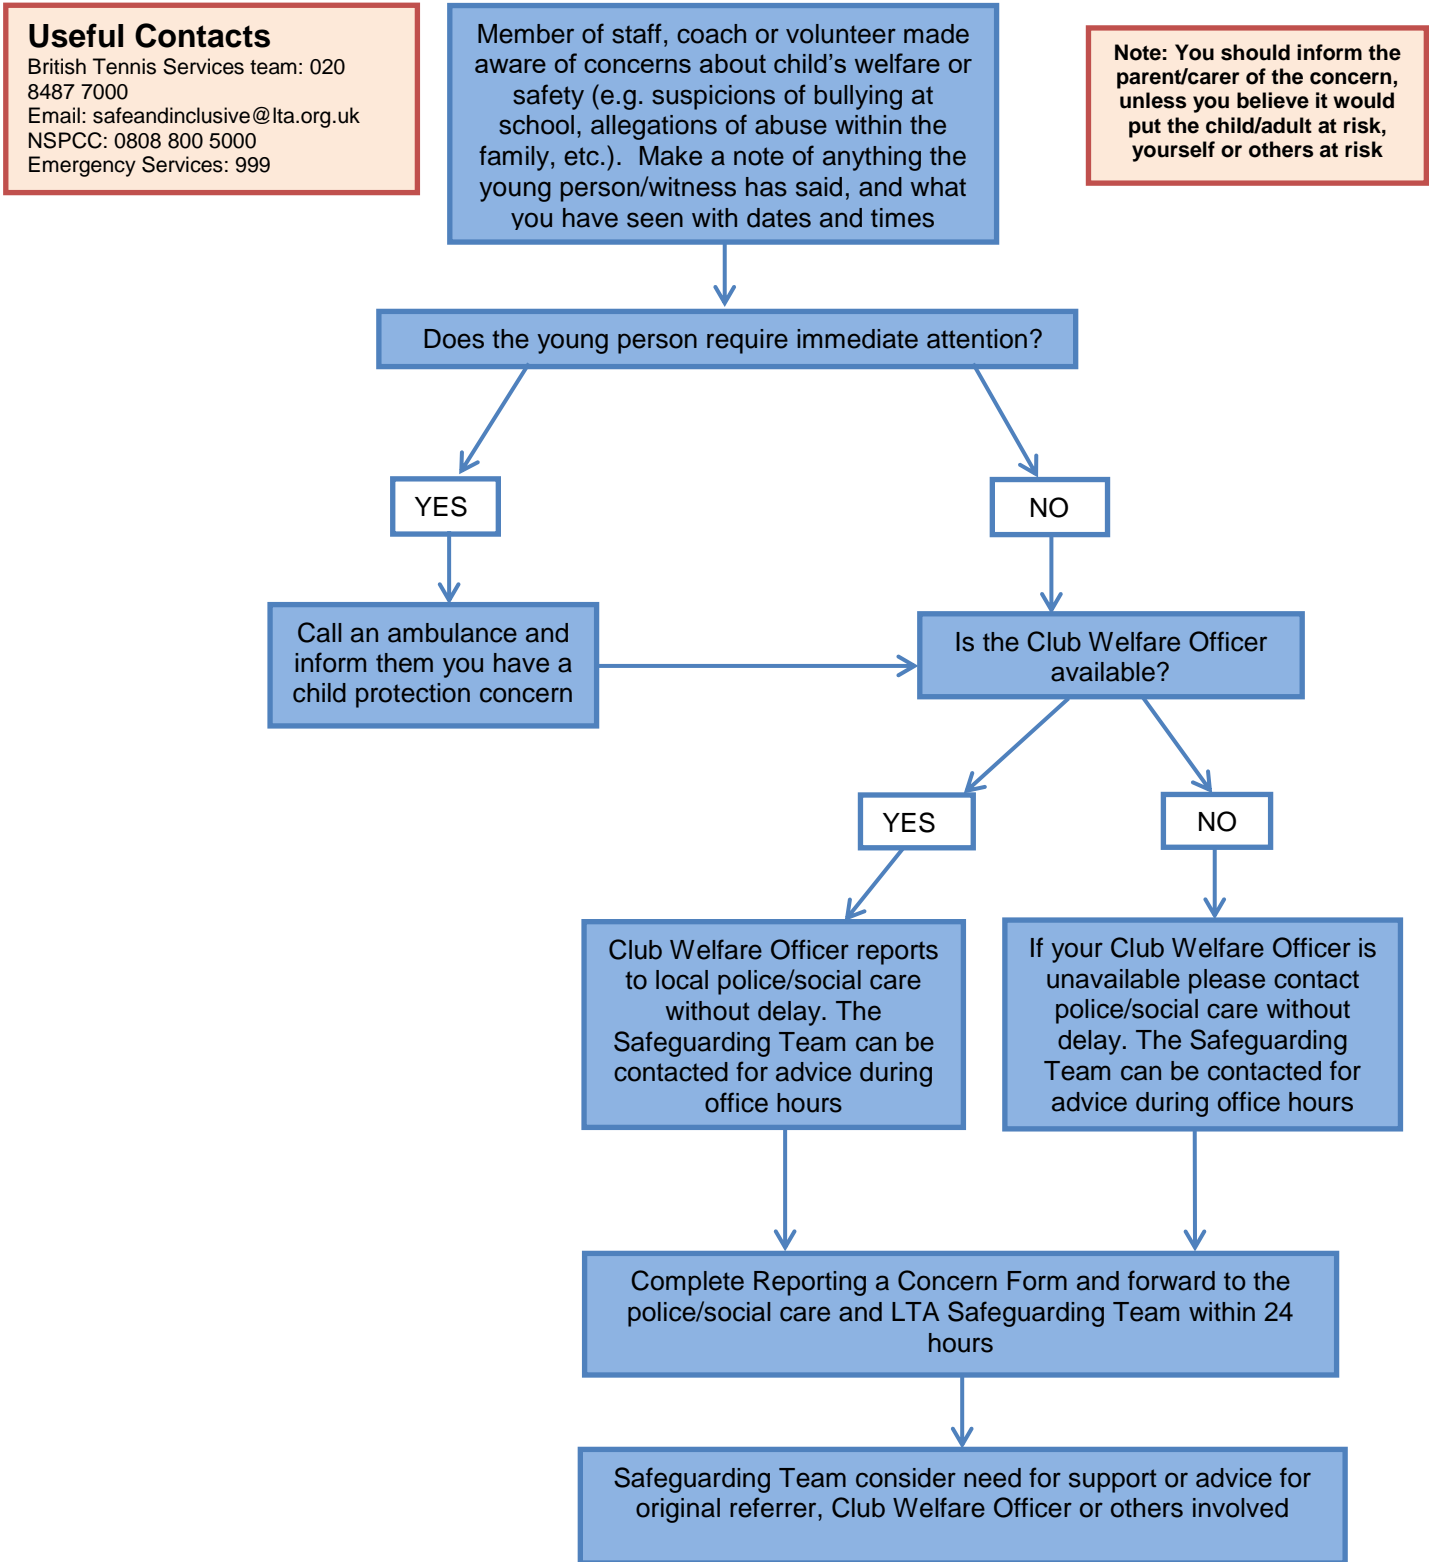 Useful Contacts
British Tennis Services team: 020
8487 7000
Email: safeandinclusive@lta.org.uk
NSPCC: 0808 800 5000
Emergency Services: 999
Member of staff, coach or volunteer made
aware of concerns about child's welfare or
safety (e.g. suspicions of bullying at
school, allegations of abuse within the
family, etc.).  Make a note of anything the
young person/witness has said, and what
you have seen with dates and times
Note: You should inform the
parent/carer of the concern,
unless you believe it would
put the child/adult at risk,
yourself or others at risk
Does the young person require immediate attention?
YES
NO
Call an ambulance and
inform them you have a
child protection concern
Is the Club Welfare Officer
available?
YES
NO
Club Welfare Officer reports
to local police/social care
without delay. The
Safeguarding Team can be
contacted for advice during
office hours
If your Club Welfare Officer is
unavailable please contact
police/social care without
delay. The Safeguarding
Team can be contacted for
advice during office hours
Complete Reporting a Concern Form and forward to the
police/social care and LTA Safeguarding Team within 24
hours
Safeguarding Team consider need for support or advice for
original referrer, Club Welfare Officer or others involved